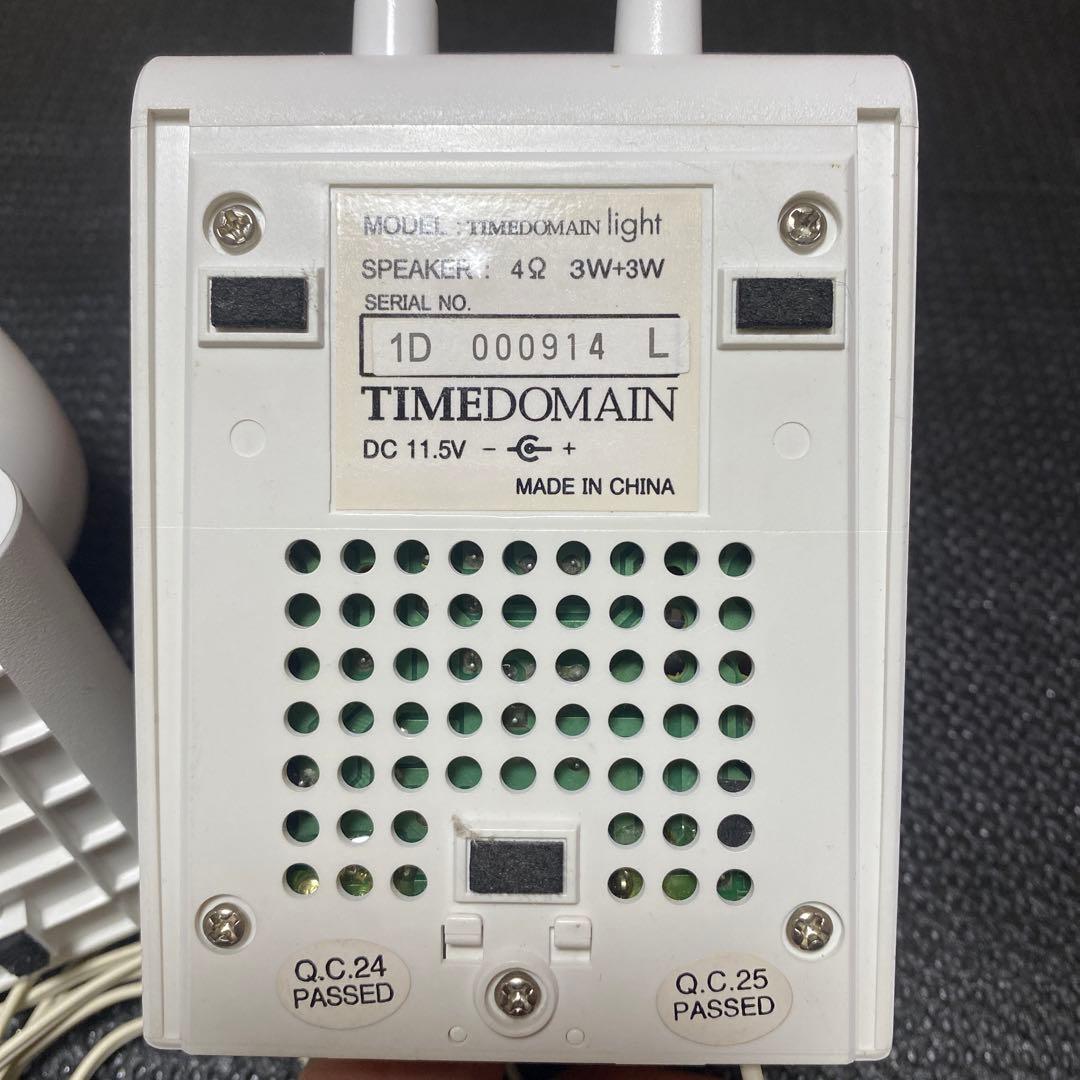 MODEL : TIMEDOMAIN light
SPEAKER : 4Ω 3W+3W
SERIAL NO.
1D 000914 L
TIMEDOMAIN
DC 11.5V - +
MADE IN CHINA
Q.C.24
PASSED
Q.C.25
PASSED